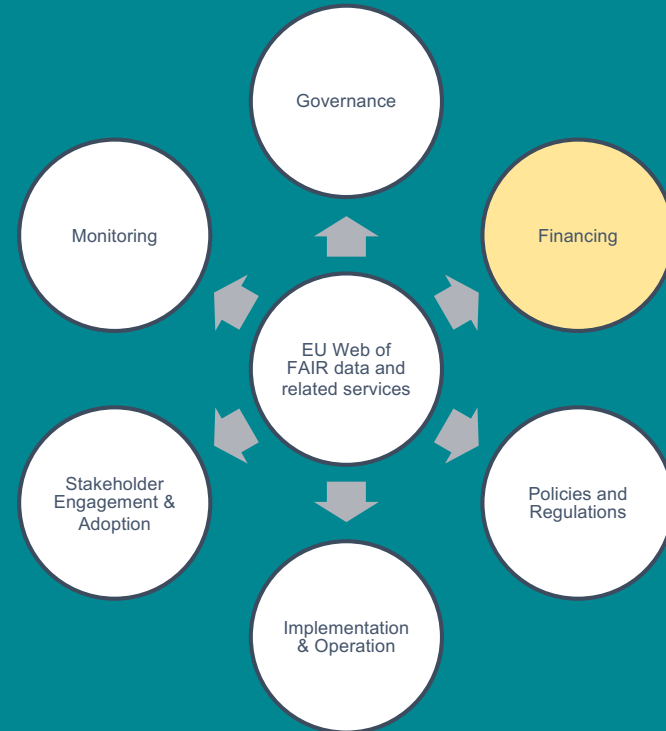 Governance
Monitoring
Financing
EU Web of
FAIR data and
related services
Stakeholder
Engagement &
Adoption
Policies and
Regulations
Implementation
& Operation